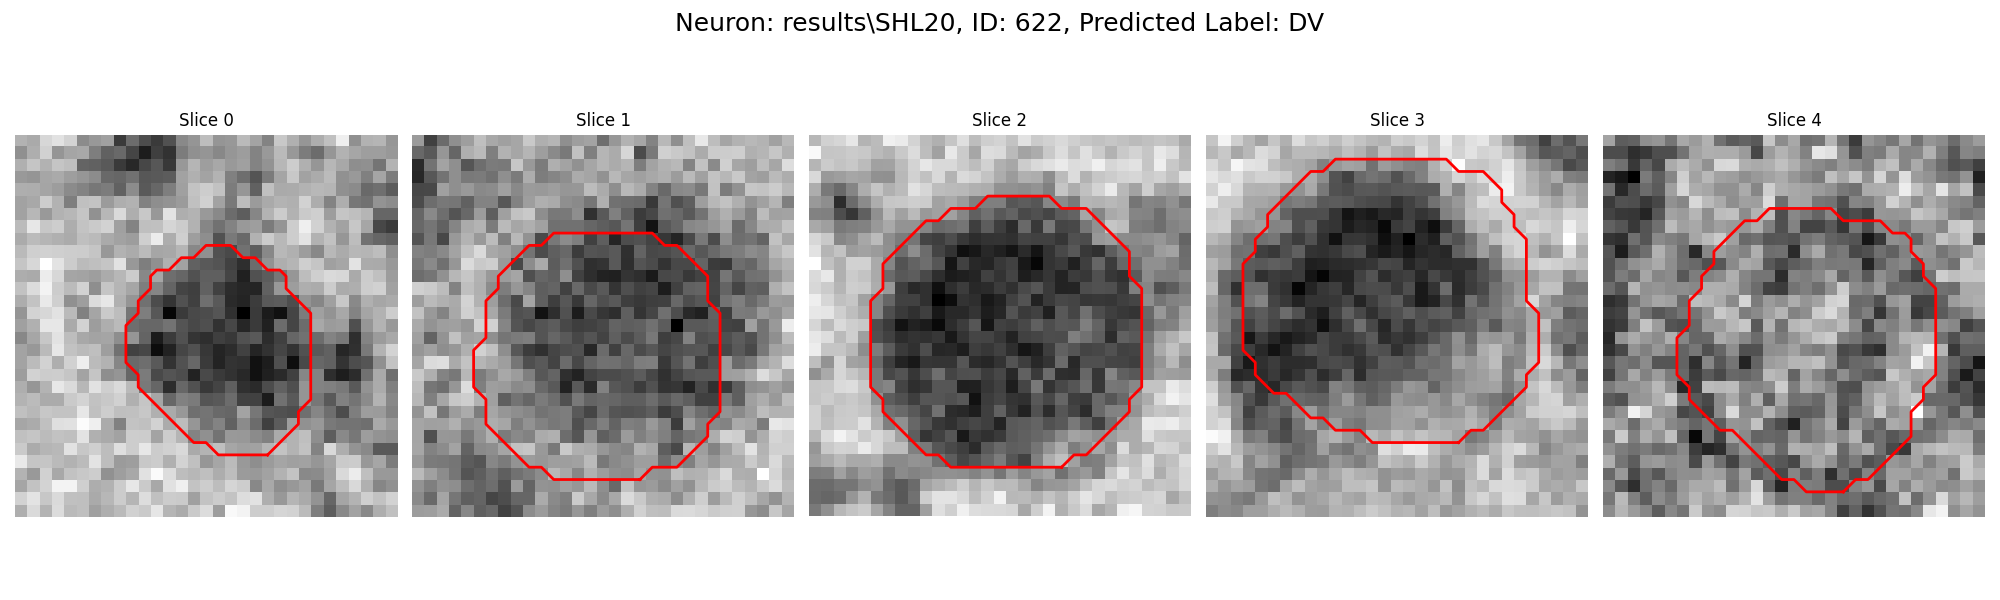 Neuron: results\SHL20, ID: 622, Predicted Label: DV
Slice 0
Slice 1
Slice 2
Slice 3
Slice 4